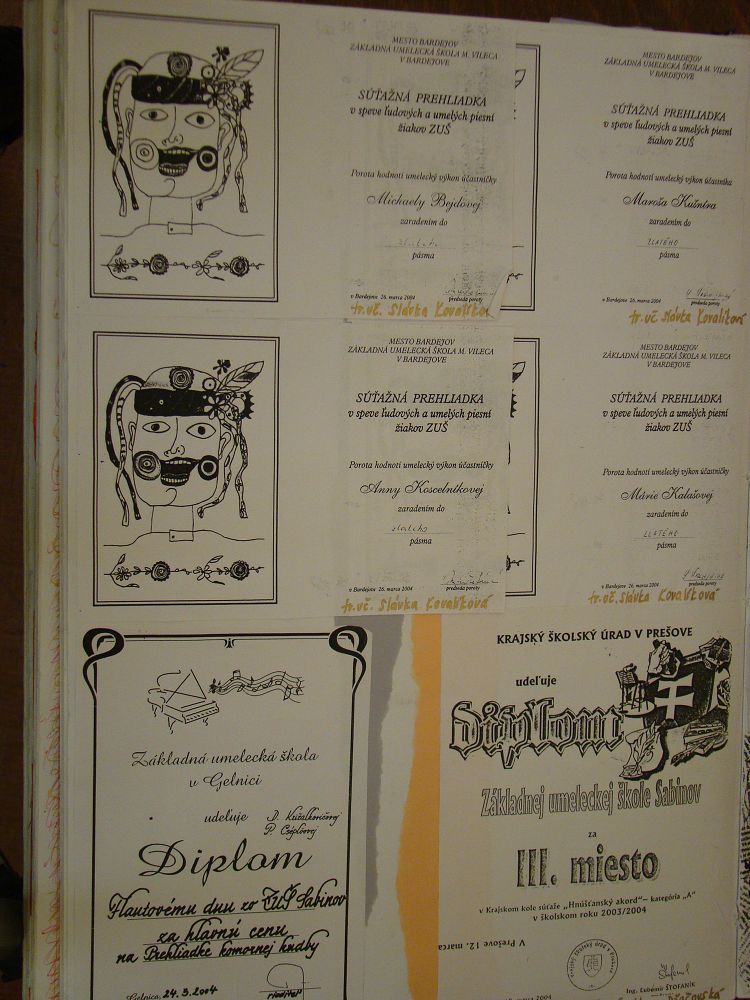 MESTO BARDEJOV
ZÁKLADNÁ UMELECKÁ ŠKOLA M. VILECA
V BARDEJOVE
SÚŤAŽNÁ PREHLIADKA
v speve ľudových a umelých piesní
žiakov ZUŠ
Porota hodnotí umelecký výkon účastníčky
Michaely Bejdovej
zaradením do
zlatého
pásma
v Bardejove 26. marca 2004
predseda poroty
tr. uč. Slávka Kovalíková
MESTO BARDEJOV
ZÁKLADNÁ UMELECKÁ ŠKOLA M. VILECA
V BARDEJOVE
SÚŤAŽNÁ PREHLIADKA
v speve ľudových a umelých piesní
žiakov ZUŠ
Porota hodnotí umelecký výkon účastníka
Maroša Kušníra
zaradením do
ZLATÉHO
pásma
v Bardejove 26. marca 2004
predseda poroty
tr. uč Slávka Kovalíková
MESTO BARDEJOV
ZÁKLADNÁ UMELECKÁ ŠKOLA M. VILECA
V BARDEJOVE
SÚŤAŽNÁ PREHLIADKA
v speve ľudových a umelých piesní
žiakov ZUŠ
Porota hodnotí umelecký výkon účastníčky
Anny Koscelníkovej
zaradením do
zlatého
pásma
v Bardejove 26. marca 2004
predseda poroty
tr. uč. Slávka Kovalíková
MESTO BARDEJOV
ZÁKLADNÁ UMELECKÁ ŠKOLA M. VILECA
V BARDEJOVE
SÚŤAŽNÁ PREHLIADKA
v speve ľudových a umelých piesní
žiakov ZUŠ
Porota hodnotí umelecký výkon účastníčky
Márie Kalašovej
zaradením do
ZLATÉHO
pásma
v Bardejove 26. marca 2004
predseda poroty
tr. uč. Slávka Kovalíková
Základná umelecká škola
v Gelnici
udeľuje D.
P.
Diplom
Flautovému duu zo ZUŠ Sabinov
za hlavnú cenu
na Prehliadke komornej hudby
Gelnica, 24.3.2004
riaditeľ
KRAJSKÝ ŠKOLSKÝ ÚRAD V PREŠOVE
udeľuje
diplom
Základnej umeleckej škole Sabinov
za
III. miesto
v Krajskom kole súťaže „Hnúšťanský akord“ – kategória „A“
v školskom roku 2003/2004
V Prešove 12. marca
Ing. Ľubomír ŠTOFANÍK
2004